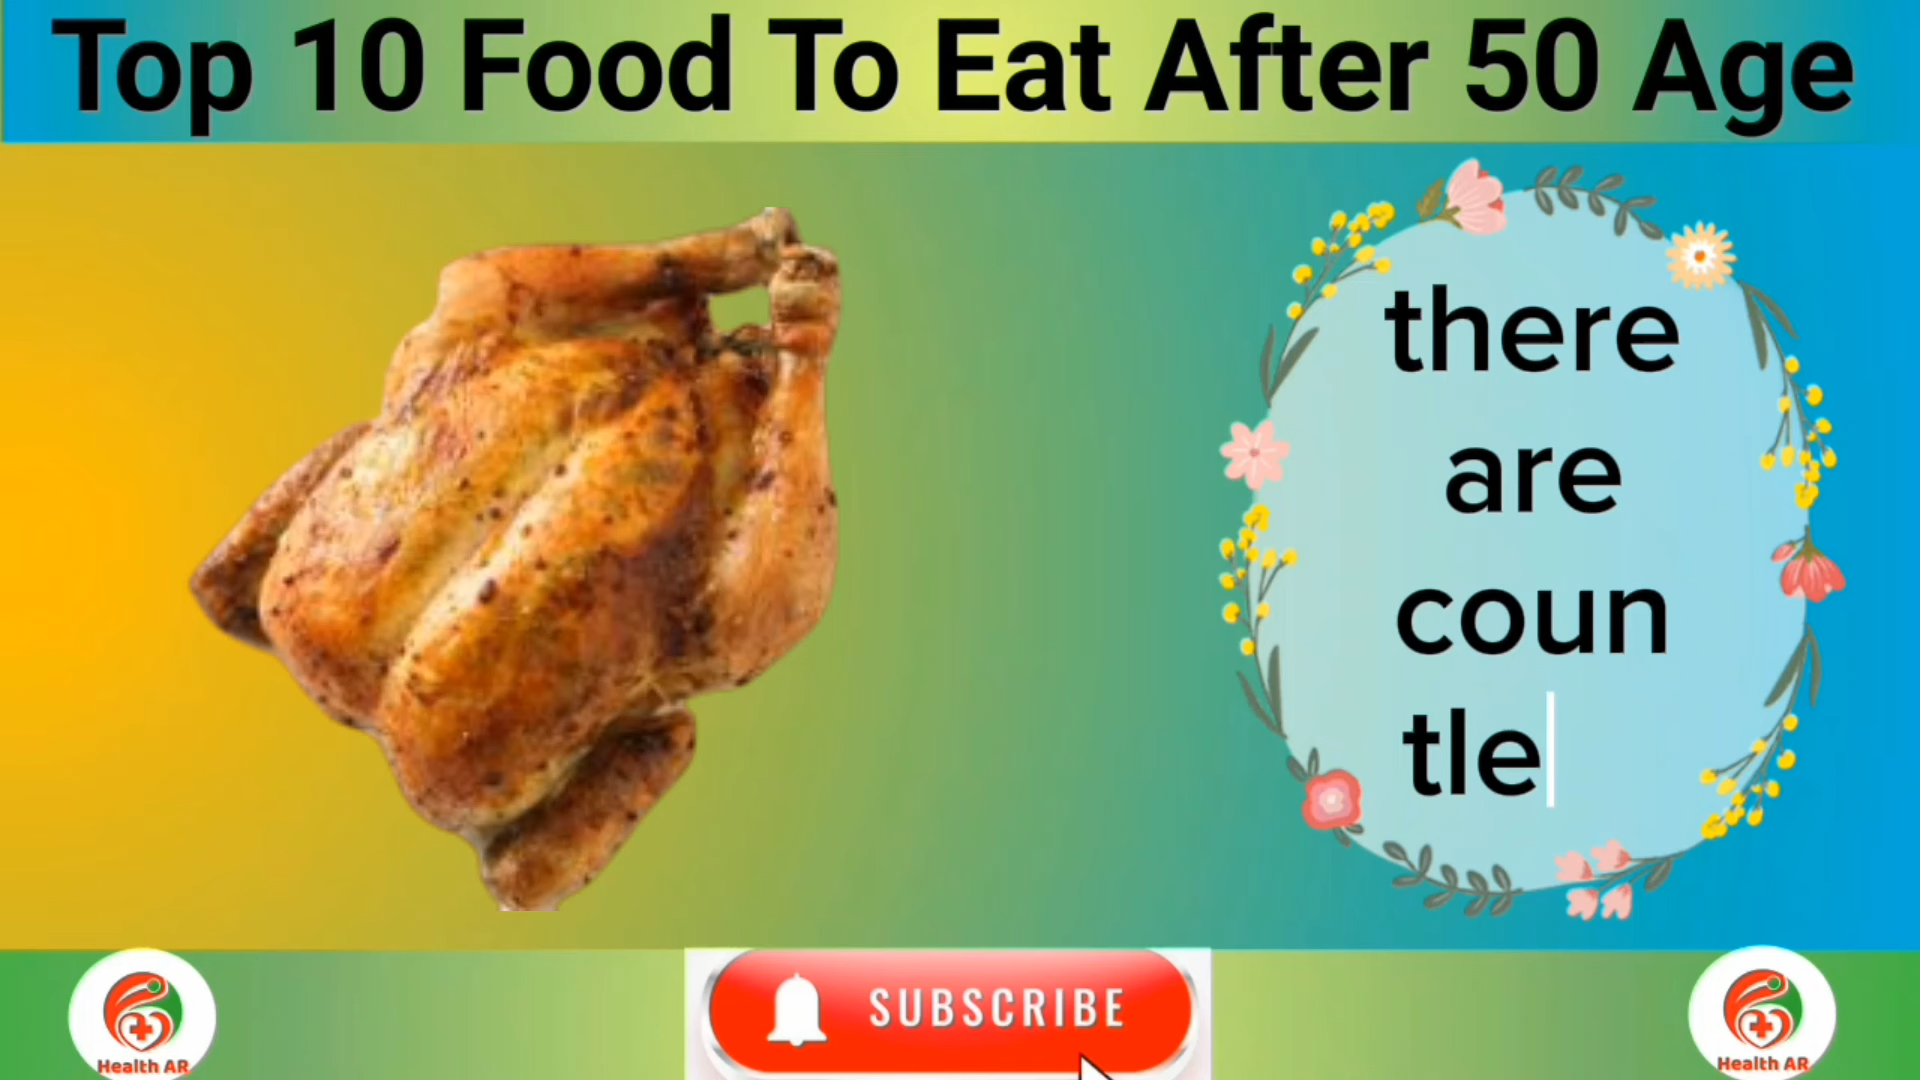 Top 10 Food To Eat After 50 Age
there
are
coun
tle
Health AR
SUBSCRIBE
Health AR